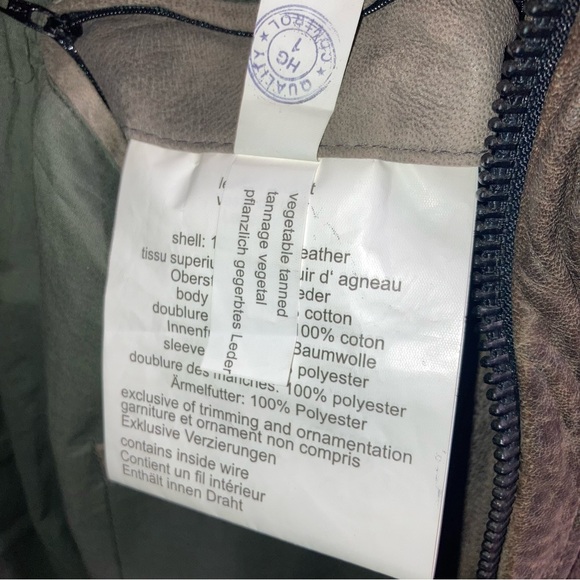 QUALITY CONTROL
HG
1
vegetable tanned
tannage vegetal
pflanzlich gegerbtes Leder
shell: 1 eather
tissu superiu uir d' agneau
Oberst eder
body cotton
doublure 100% coton
Innenf Baumwolle
sleeve polyester
doublure des manches: 100% polyester
Ärmelfutter: 100% Polyester
exclusive of trimming and ornamentation
garniture et ornament non compris
Exklusive Verzierungen
contains inside wire
Contient un fil intérieur
Enthält innen Draht